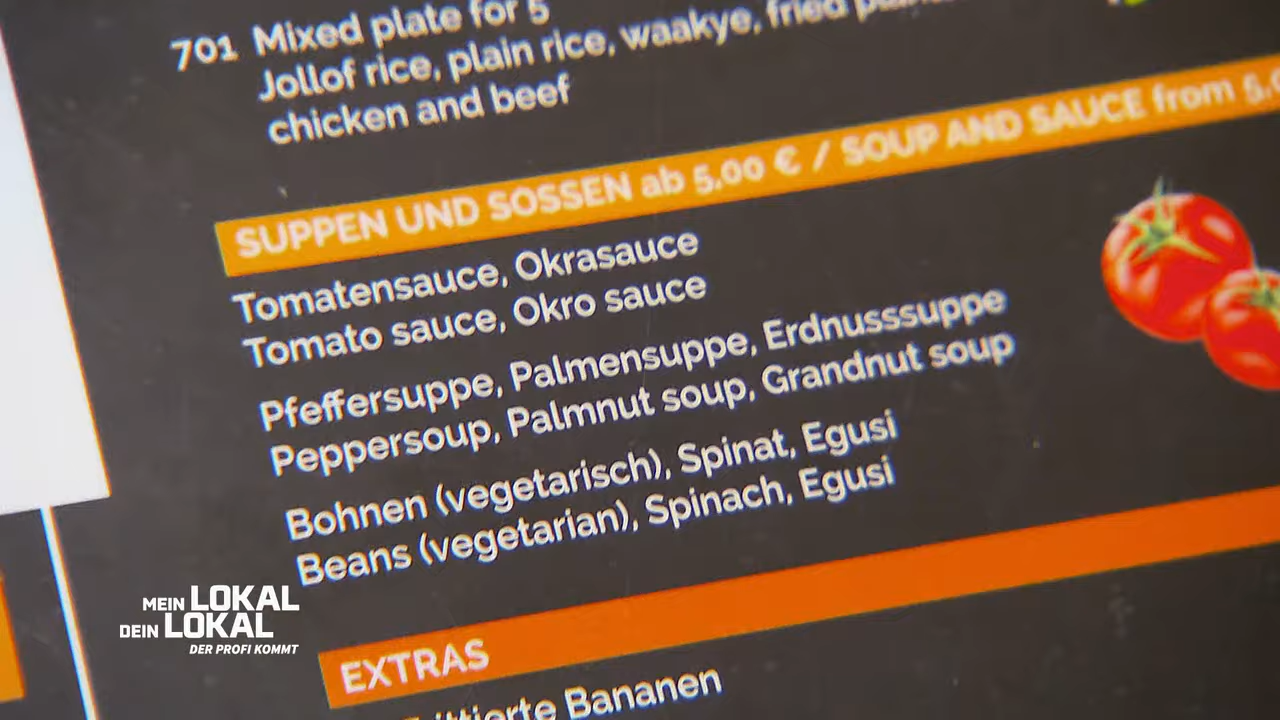 701 Mixed plate for 5
Jollof rice, plain rice, waakye, fried
chicken and beef
SUPPEN UND SOSSEN ab 5,00 € / SOUP AND SAUCE from
Tomatensauce, Okrasauce
Tomato sauce, Okro sauce
Pfeffersuppe, Palmensuppe, Erdnusssuppe
Peppersoup, Palmnut soup, Grandnut soup
Bohnen (vegetarisch), Spinat, Egusi
Beans (vegetarian), Spinach, Egusi
EXTRAS
Bananen
MEIN LOKAL
DEIN LOKAL
DER PROFI KOMMT